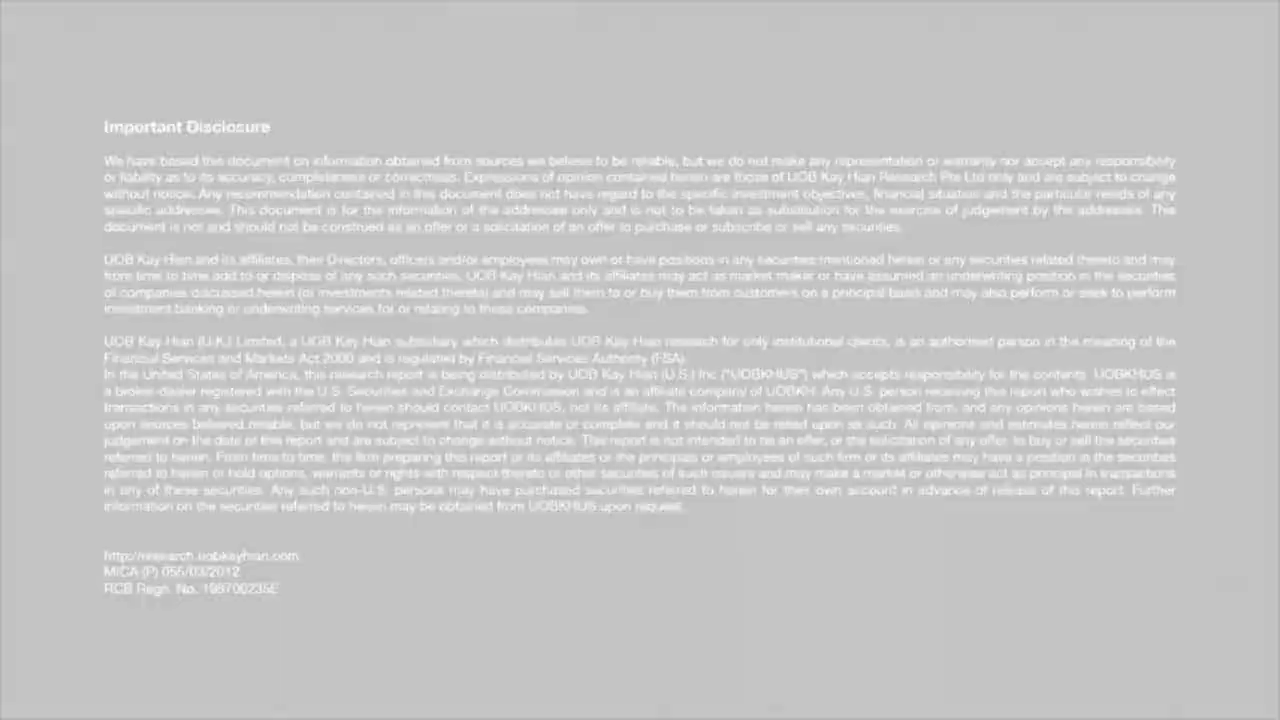 Important Disclosure
We have based this document on information obtained from sources we believe to be reliable, but we do not make any representation or warranty nor accept any responsibility
or liability as to its accuracy, completeness or correctness. Expressions of opinion contained herein are those of UOB Kay Hian Research Pte Ltd only and are subject to change
without notice. Any recommendation contained in this document does not have regard to the specific investment objectives, financial situation and the particular needs of any
specific addressee. This document is for the information of the addressee only and is not to be taken as substitution for the exercise of judgement by the addressee. This
document is not and should not be construed as an offer or a solicitation of an offer to purchase or subscribe or sell any securities.
UOB Kay Hian and its affiliates, their Directors, officers and/or employees may own or have positions in any securities mentioned herein or any securities related thereto and may
from time to time add to or dispose of any such securities. UOB Kay Hian and its affiliates may act as market maker or have assumed an underwriting position in the securities
of companies discussed herein (or investments related thereto) and may sell them to or buy them from customers on a principal basis and may also perform or seek to perform
investment banking or underwriting services for or relating to those companies.
UOB Kay Hian (U.K.) Limited, a UOB Kay Hian subsidiary which distributes UOB Kay Hian research for only institutional clients, is an authorised person in the meaning of the
Financial Services and Markets Act 2000 and is regulated by Financial Services Authority (FSA).
In the United States of America, this research report is being distributed by UOB Kay Hian (U.S.) Inc ("UOBKHUS") which accepts responsibility for the contents. UOBKHUS is
a broker-dealer registered with the U.S. Securities and Exchange Commission and is an affiliate company of UOBKH. Any U.S. person receiving this report who wishes to effect
transactions in any securities referred to herein should contact UOBKHUS, not its affiliate. The information herein has been obtained from, and any opinions herein are based
upon sources believed reliable, but we do not represent that it is accurate or complete and it should not be relied upon as such. All opinions and estimates herein reflect our
judgement on the date of this report and are subject to change without notice. This report is not intended to be an offer, or the solicitation of any offer, to buy or sell the securities
referred to herein. From time to time, the firm preparing this report or its affiliates or the principals or employees of such firm or its affiliates may have a position in the securities
referred to herein or hold options, warrants or rights with respect thereto or other securities of such issuers and may make a market or otherwise act as principal in transactions
in any of these securities. Any such non-U.S. persons may have purchased securities referred to herein for their own account in advance of release of this report. Further
information on the securities referred to herein may be obtained from UOBKHUS upon request.
http://research.uobkayhian.com
MICA (P) 055/03/2012
RCB Regn. No. 198700235E